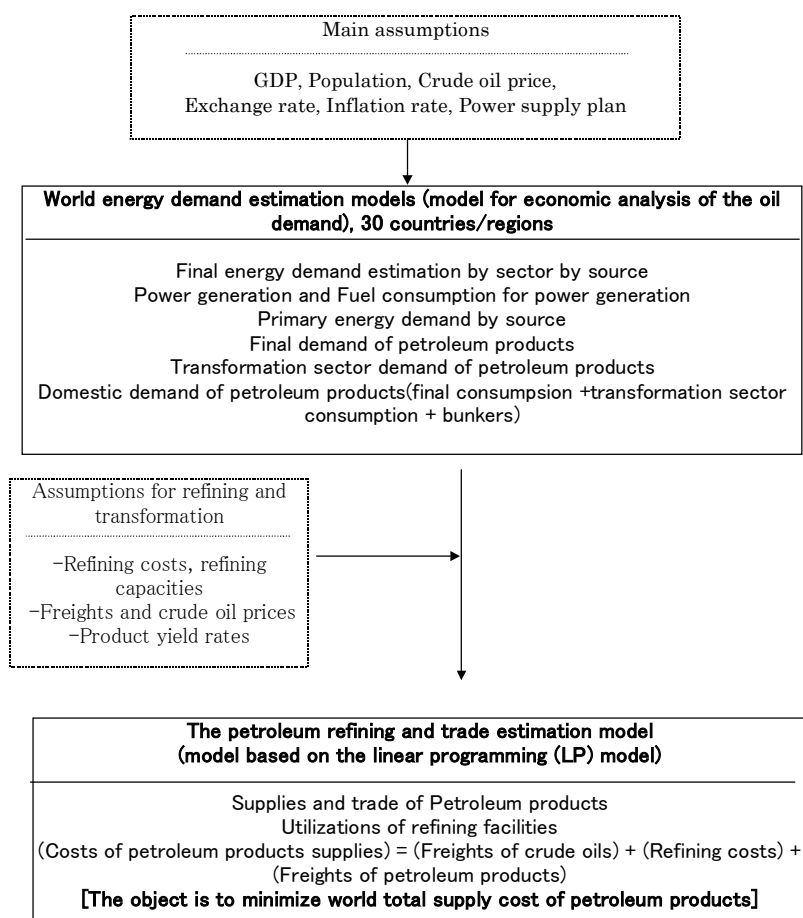 Main assumptions
GDP, Population, Crude oil price,
Exchange rate, Inflation rate, Power supply plan
World energy demand estimation models (model for economic analysis of the oil
demand), 30 countries/regions
Final energy demand estimation by sector by source
Power generation and Fuel consumption for power generation
Primary energy demand by source
Final demand of petroleum products
Transformation sector demand of petroleum products
Domestic demand of petroleum products(final consumpsion +transformation sector
consumption + bunkers)
Assumptions for refining and
transformation
-Refining costs, refining
capacities
-Freights and crude oil prices
-Product yield rates
The petroleum refining and trade estimation model
(model based on the linear programming (LP) model)
Supplies and trade of Petroleum products
Utilizations of refining facilities
(Costs of petroleum products supplies) = (Freights of crude oils) + (Refining costs) +
(Freights of petroleum products)
[The object is to minimize world total supply cost of petroleum products]